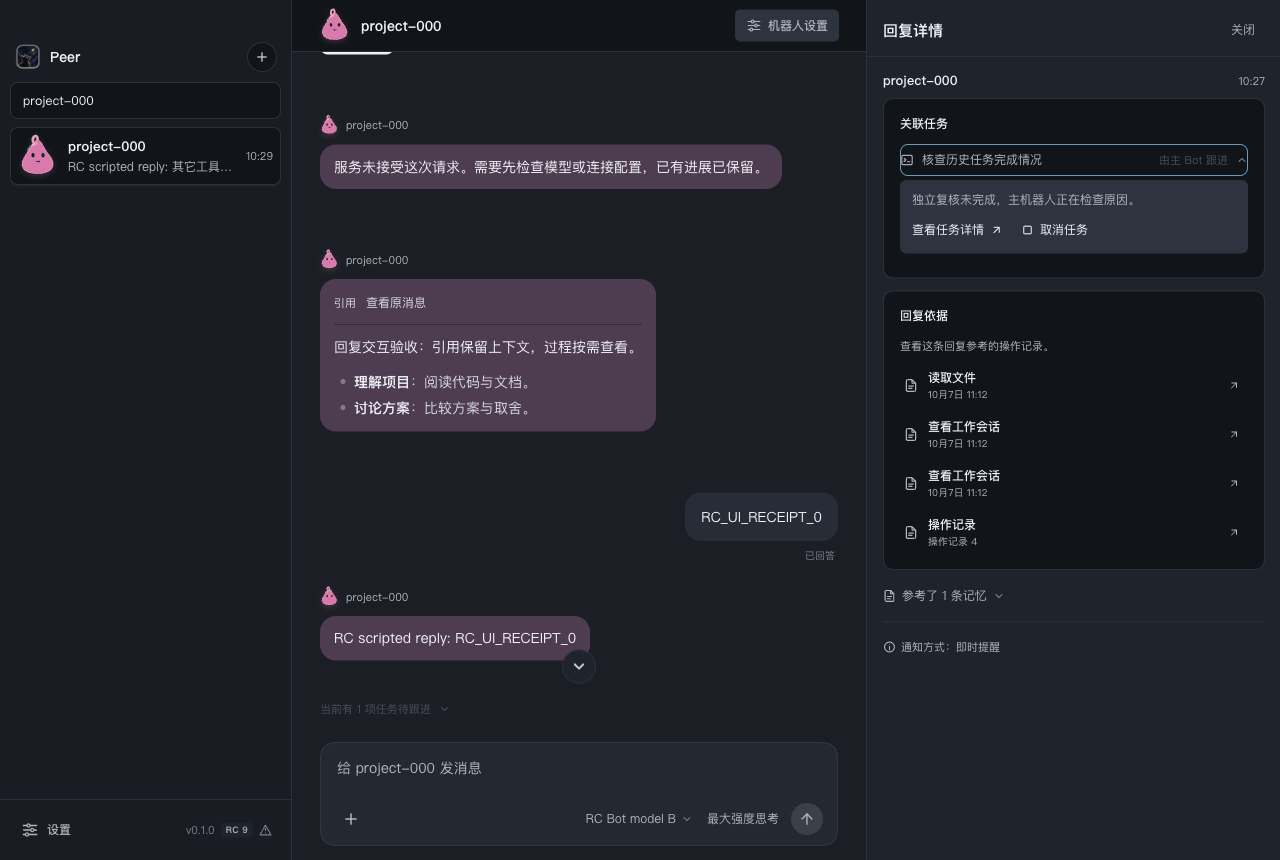 Peer
project-000
project-000
RC scripted reply: 其它工具...
10:29
设置
v0.1.0
RC 9
project-000
机器人设置
project-000
服务未接受这次请求。需要先检查模型或连接配置，已有进展已保留。
project-000
引用 查看原消息
回复交互验收：引用保留上下文，过程按需查看。
理解项目：阅读代码与文档。
讨论方案：比较方案与取舍。
RC_UI_RECEIPT_0
已回答
project-000
RC scripted reply: RC_UI_RECEIPT_0
当前有 1 项任务待跟进
给 project-000 发消息
RC Bot model B
最大强度思考
回复详情
关闭
project-000
10:27
关联任务
核查历史任务完成情况
由主 Bot 跟进
独立复核未完成，主机器人正在检查原因。
查看任务详情
取消任务
回复依据
查看这条回复参考的操作记录。
读取文件
10月7日 11:12
查看工作会话
10月7日 11:12
查看工作会话
10月7日 11:12
操作记录
操作记录 4
参考了 1 条记忆
通知方式：即时提醒